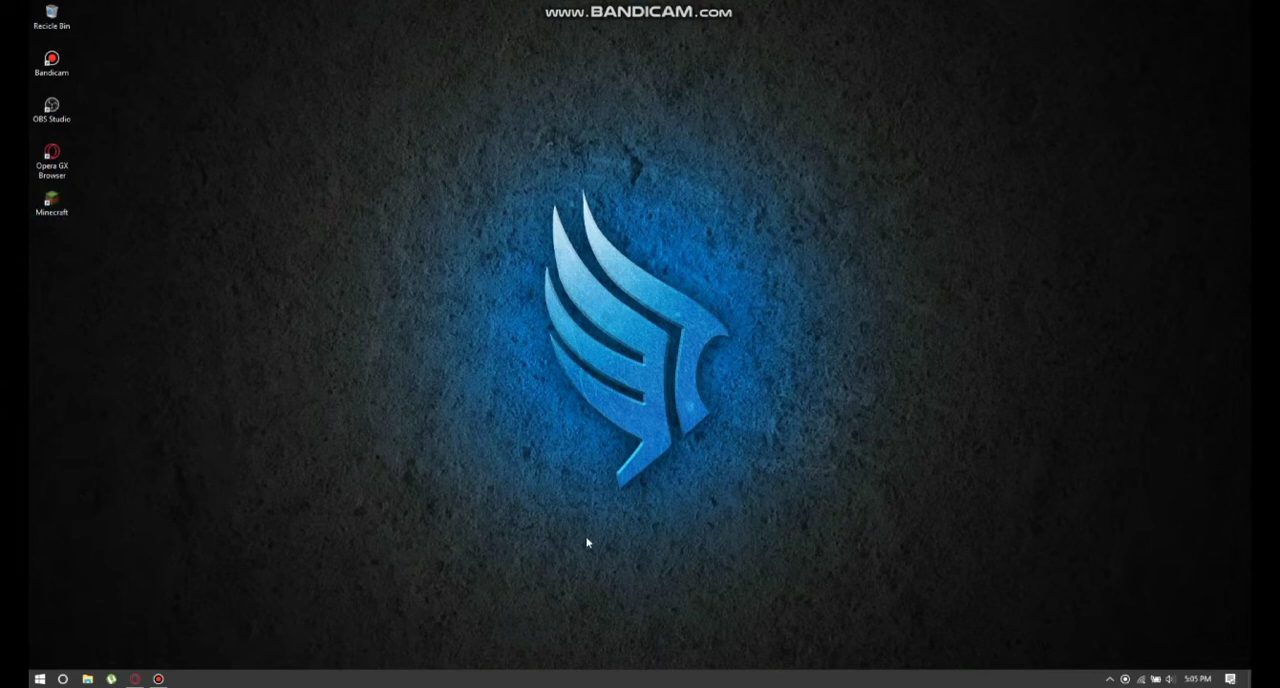 www.BANDICAM.com
Recicle Bin
Bandicam
OBS Studio
Opera GX
Browser
Minecraft
5:05 PM